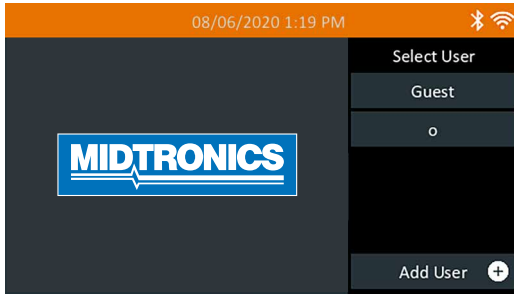 08/06/2020 1:19 PM
Select User
Guest
o
MIDTRONICS
Add User